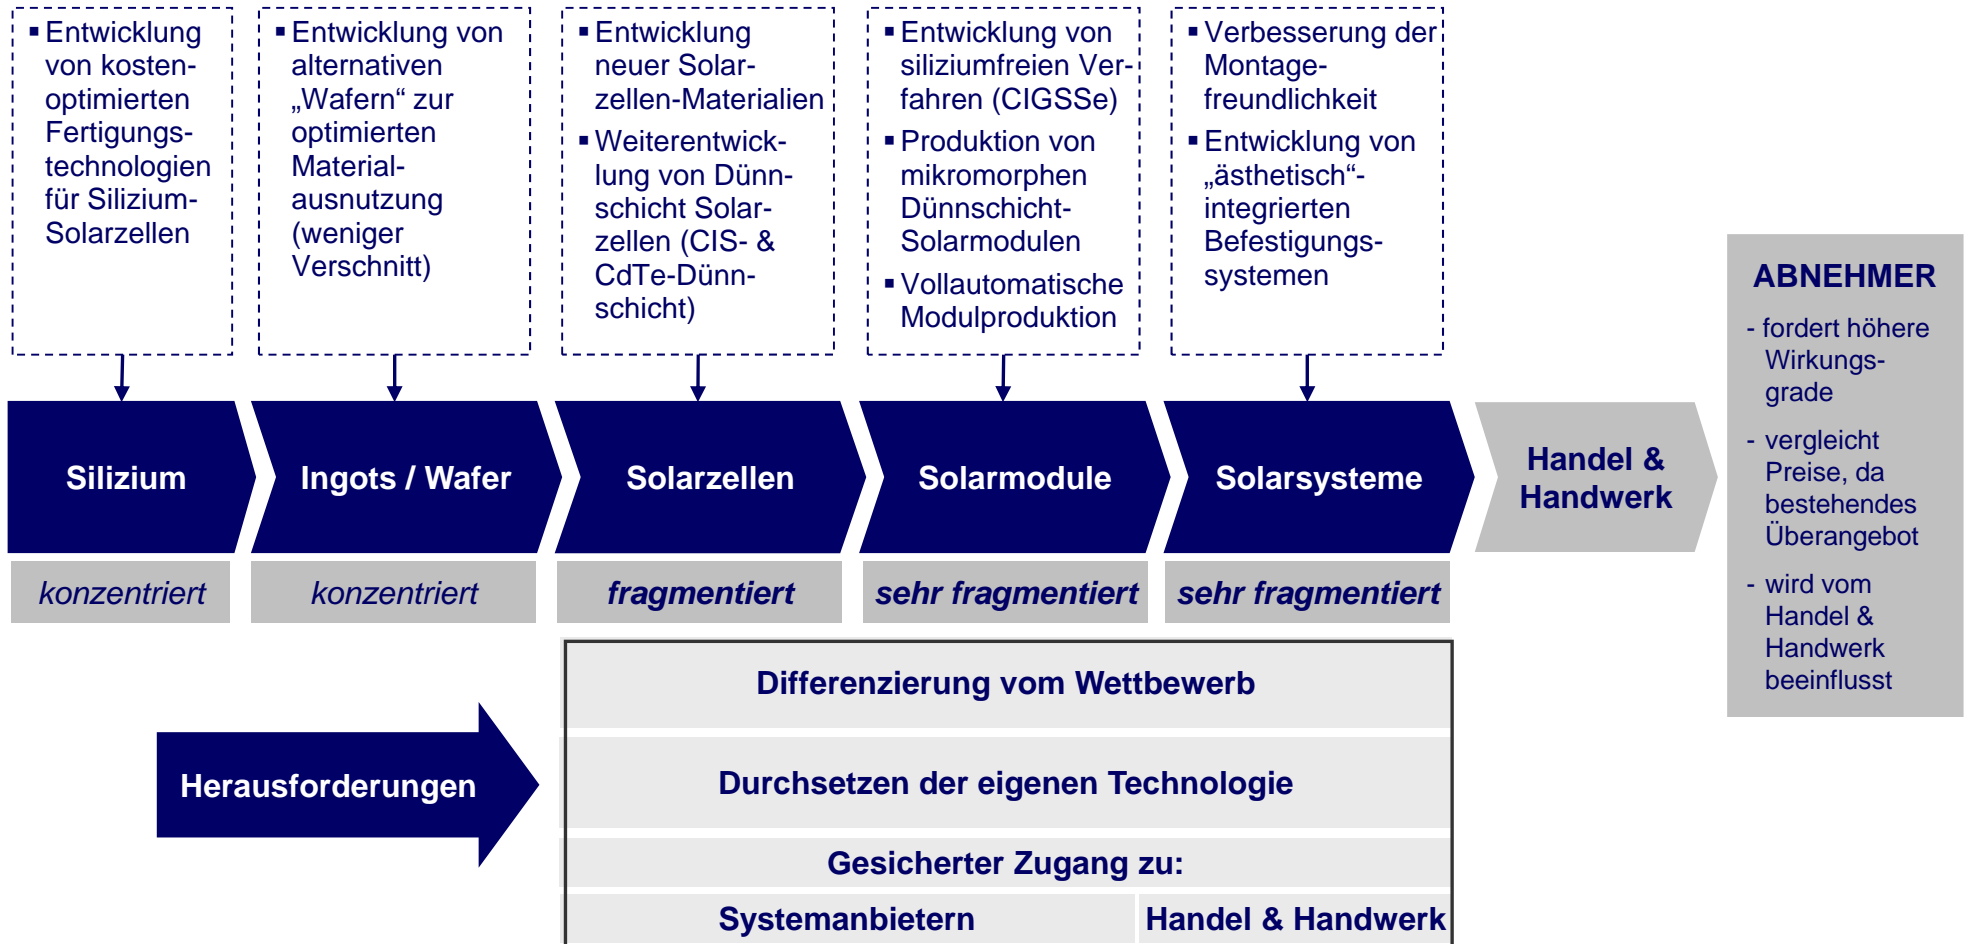 ▪ Entwicklung
von kosten-
optimierten
Fertigungs-
technologien
für Silizium-
Solarzellen
▪ Entwicklung von
alternativen
„Wafern“ zur
optimierten
Material-
ausnutzung
(weniger
Verschnitt)
▪ Entwicklung
neuer Solar-
zellen-Materialien
▪ Weiterentwick-
lung von Dünn-
schicht Solar-
zellen (CIS- &
CdTe-Dünn-
schicht)
▪ Entwicklung von
siliziumfreien Ver-
fahren (CIGSSe)
▪ Produktion von
mikromorphen
Dünnschicht-
Solarmodulen
▪ Vollautomatische
Modulproduktion
▪ Verbesserung der
Montage-
freundlichkeit
▪ Entwicklung von
„ästhetisch“-
integrierten
Befestigungs-
systemen
Silizium
Ingots / Wafer
Solarzellen
Solarmodule
Solarsysteme
Handel &
Handwerk
konzentriert
konzentriert
fragmentiert
sehr fragmentiert
sehr fragmentiert
ABNEHMER
- fordert höhere
Wirkungs-
grade
- vergleicht
Preise, da
bestehendes
Überangebot
- wird vom
Handel &
Handwerk
beeinflusst
Herausforderungen
Differenzierung vom Wettbewerb
Durchsetzen der eigenen Technologie
Gesicherter Zugang zu:
Systemanbietern
Handel & Handwerk